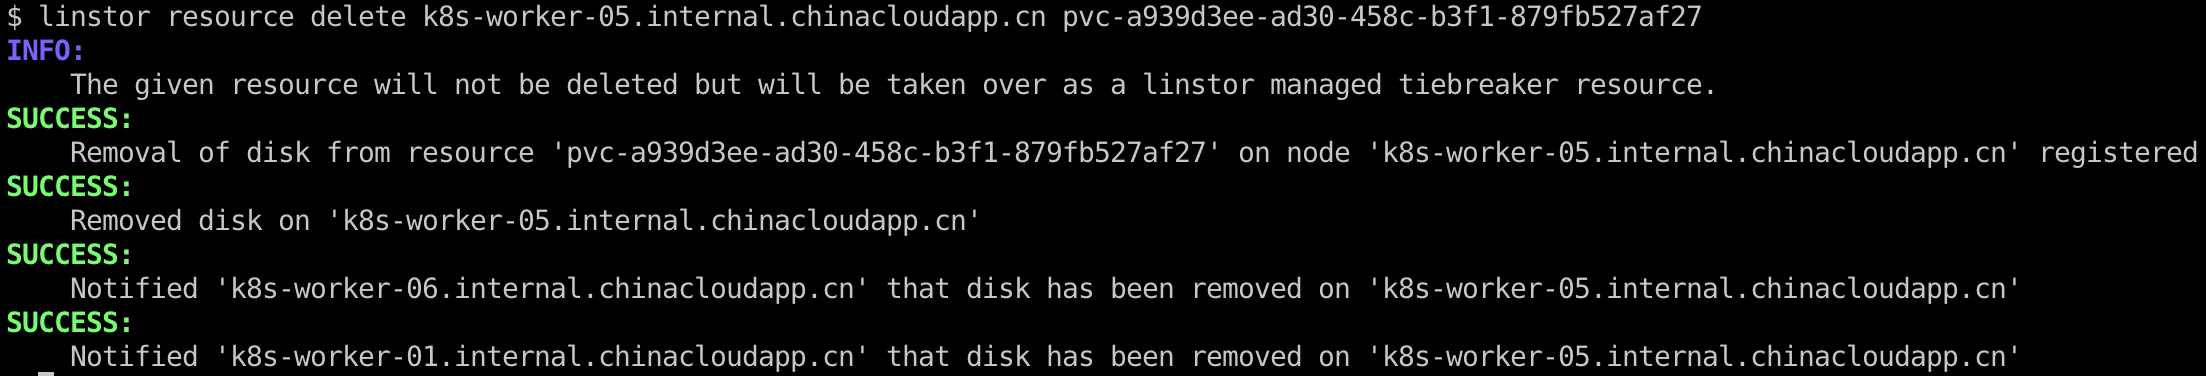 $ linstor resource delete k8s-worker-05.internal.chinacloudapp.cn pvc-a939d3ee-ad30-458c-b3f1-879fb527af27
INFO:
    The given resource will not be deleted but will be taken over as a linstor managed tiebreaker resource.
SUCCESS:
    Removal of disk from resource 'pvc-a939d3ee-ad30-458c-b3f1-879fb527af27' on node 'k8s-worker-05.internal.chinacloudapp.cn' registered
SUCCESS:
    Removed disk on 'k8s-worker-05.internal.chinacloudapp.cn'
SUCCESS:
    Notified 'k8s-worker-06.internal.chinacloudapp.cn' that disk has been removed on 'k8s-worker-05.internal.chinacloudapp.cn'
SUCCESS:
    Notified 'k8s-worker-01.internal.chinacloudapp.cn' that disk has been removed on 'k8s-worker-05.internal.chinacloudapp.cn'